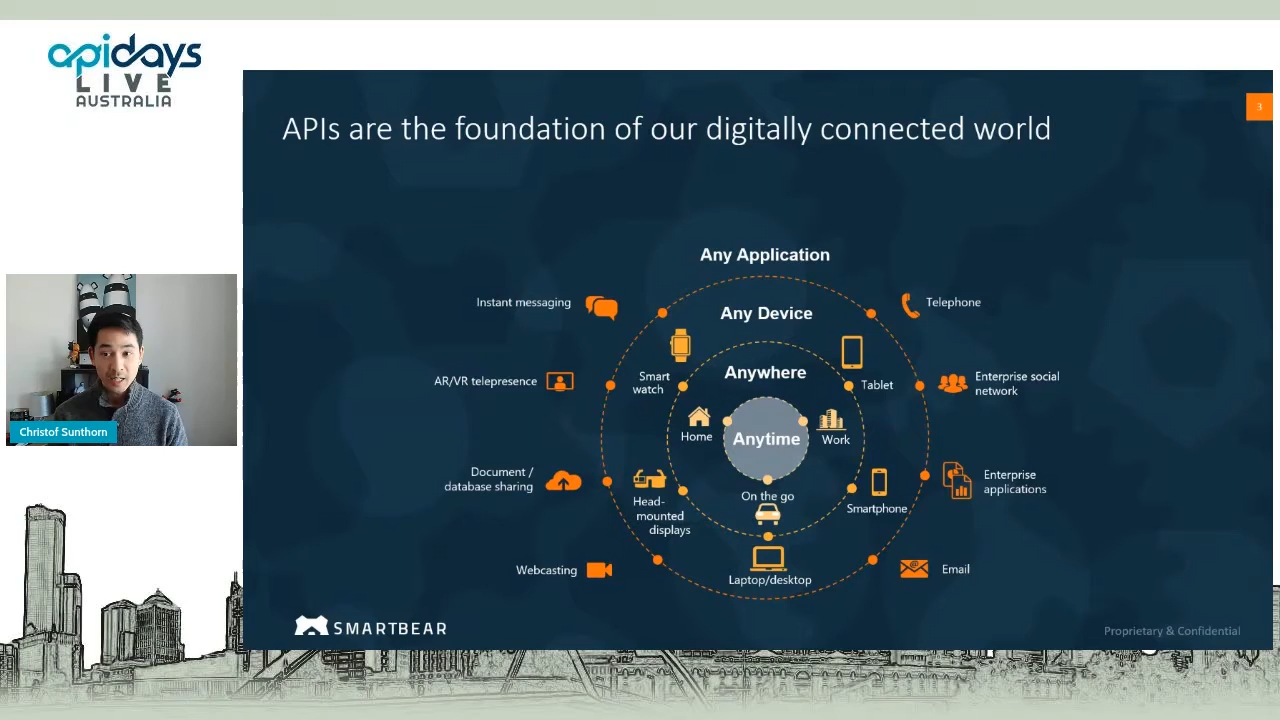 apidays
LIVE
AUSTRALIA
3
APIs are the foundation of our digitally connected world
Any Application
Instant messaging
Telephone
Any Device
Anywhere
AR/VR telepresence
Smart
watch
Tablet
Enterprise social
network
Home
Anytime
Work
Christof Sunthorn
Document /
database sharing
Head-
mounted
displays
On the go
Smartphone
Enterprise
applications
Webcasting
Laptop/desktop
Email
SMARTBEAR
Proprietary & Confidential